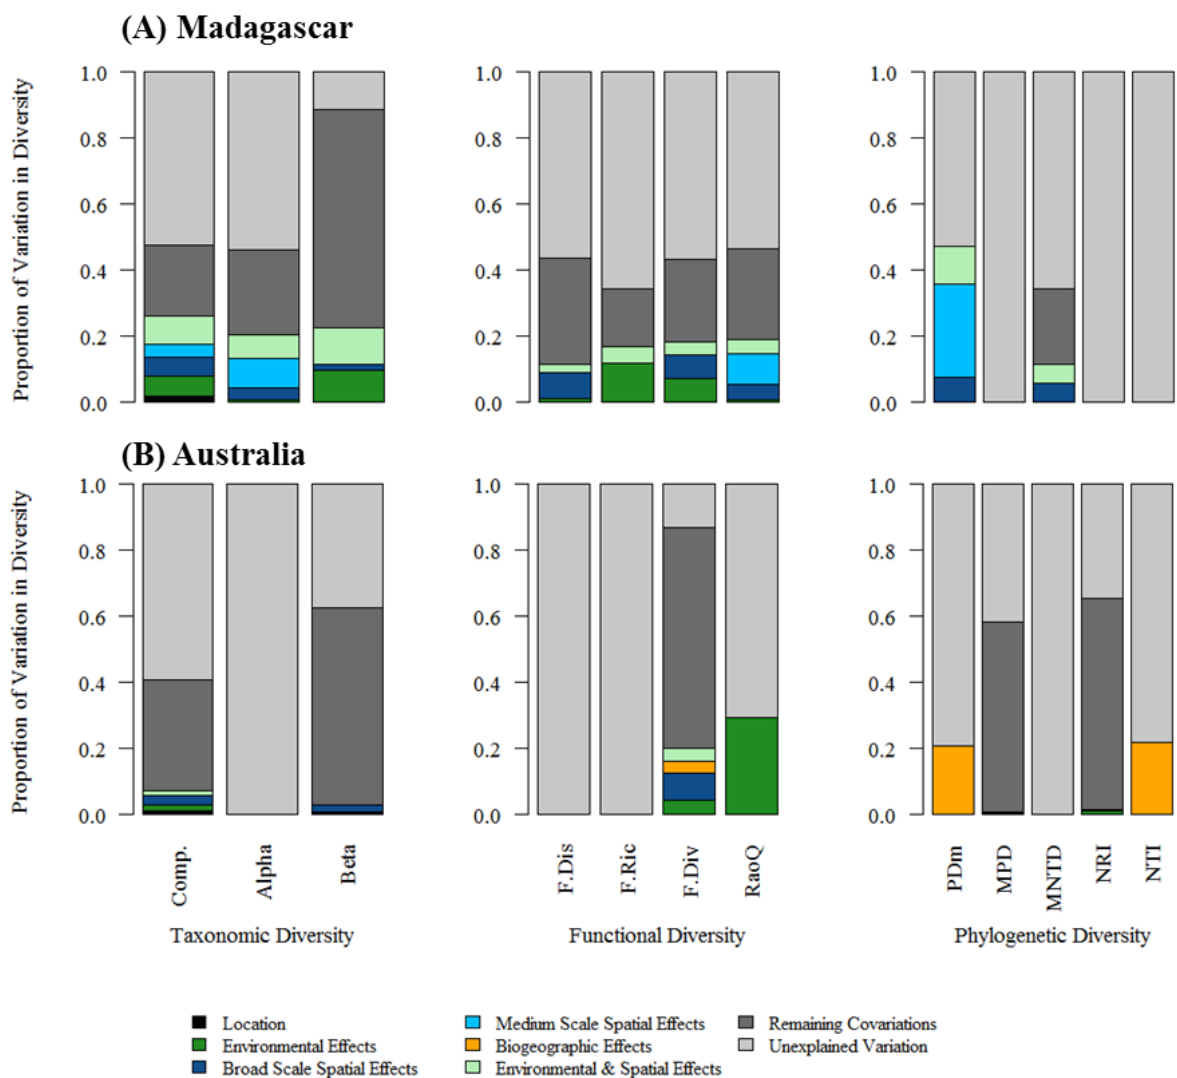 (A) Madagascar
Proportion of Variation in Diversity
1.0 1.0 1.0
0.8 0.8 0.8
0.6 0.6 0.6
0.4 0.4 0.4
0.2 0.2 0.2
0.0 0.0 0.0
(B) Australia
Proportion of Variation in Diversity
1.0 1.0 1.0
0.8 0.8 0.8
0.6 0.6 0.6
0.4 0.4 0.4
0.2 0.2 0.2
0.0 0.0 0.0
Comp. Alpha Beta F.Dis F.Ric F.Div RaoQ PDm MPD MNTD NRI NTI
Taxonomic Diversity Functional Diversity Phylogenetic Diversity
Location Medium Scale Spatial Effects Remaining Covariations
Environmental Effects Biogeographic Effects Unexplained Variation
Broad Scale Spatial Effects Environmental & Spatial Effects